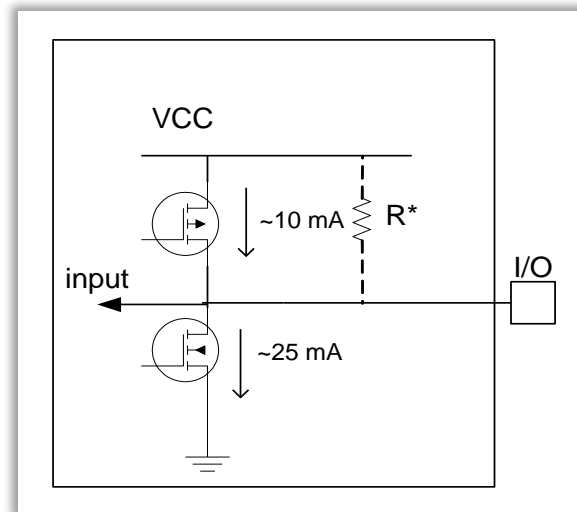 VCC
~10 mA
R*
I/O
input
~25 mA